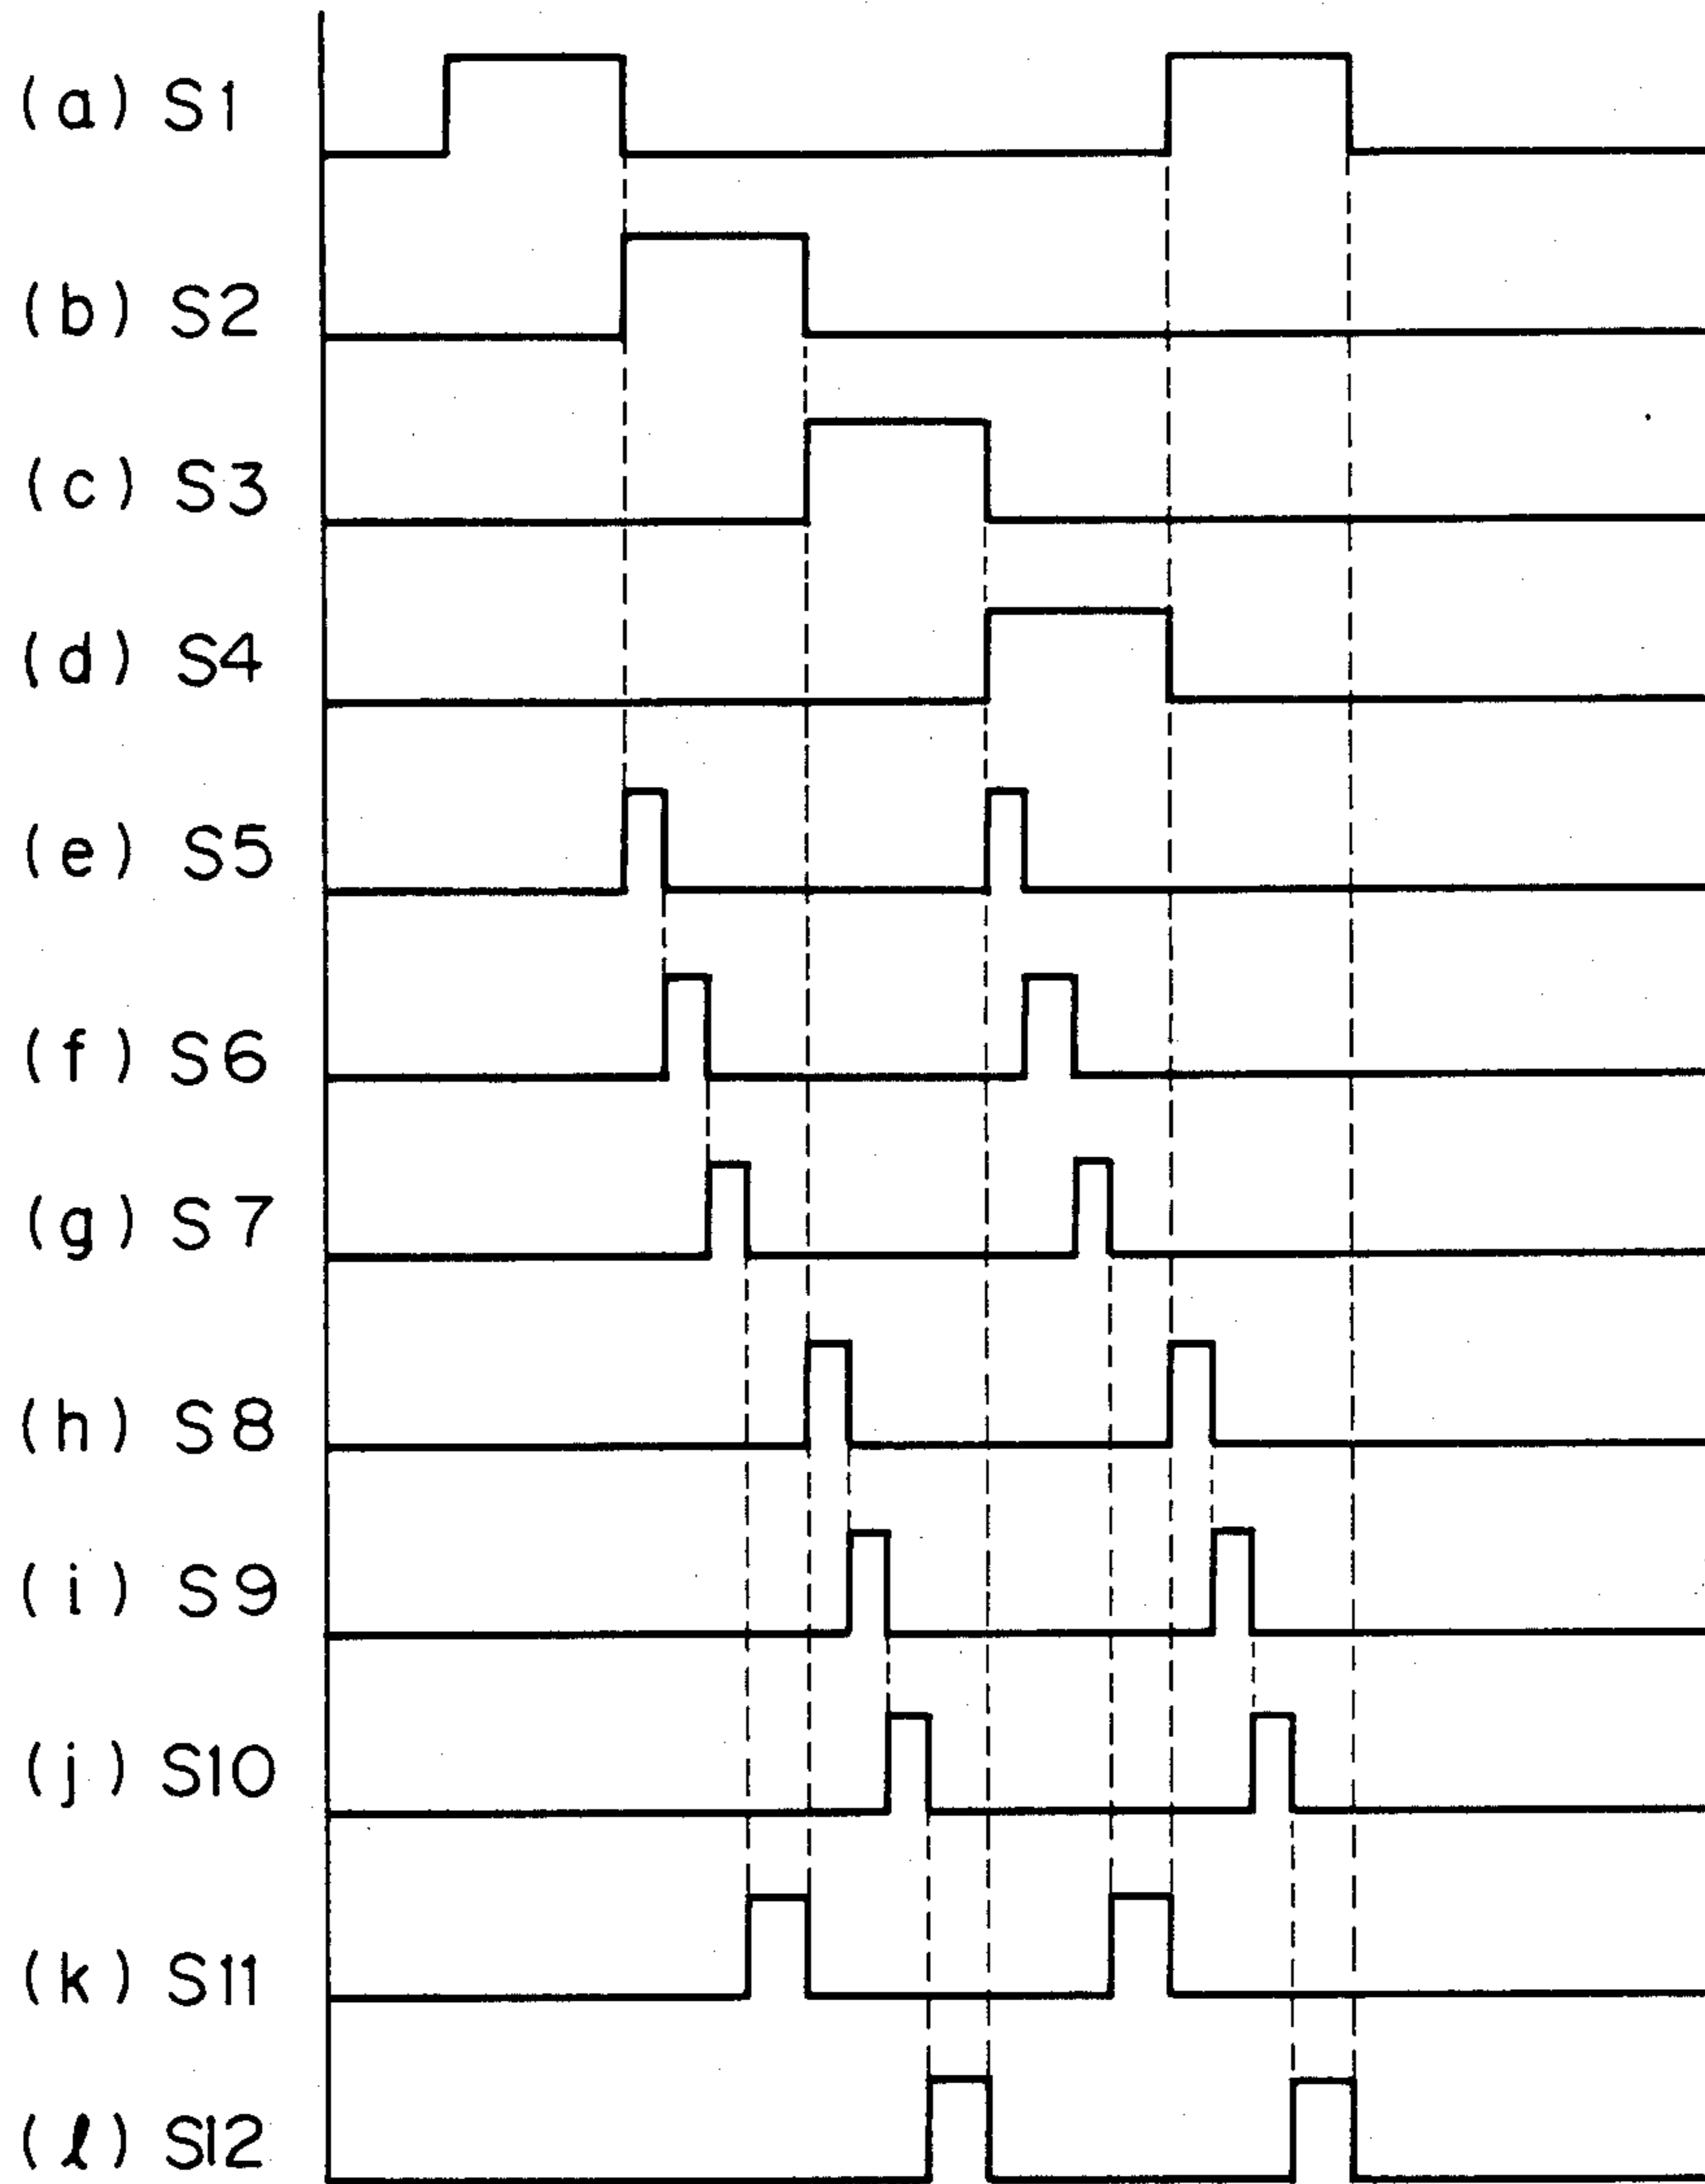 (a) S1
(b) S2
(c) S3
(d) S4
(e) S5
(f) S6
(g) S7
(h) S8
(i) S9
(j) S10
(k) S11
(ℓ) S12